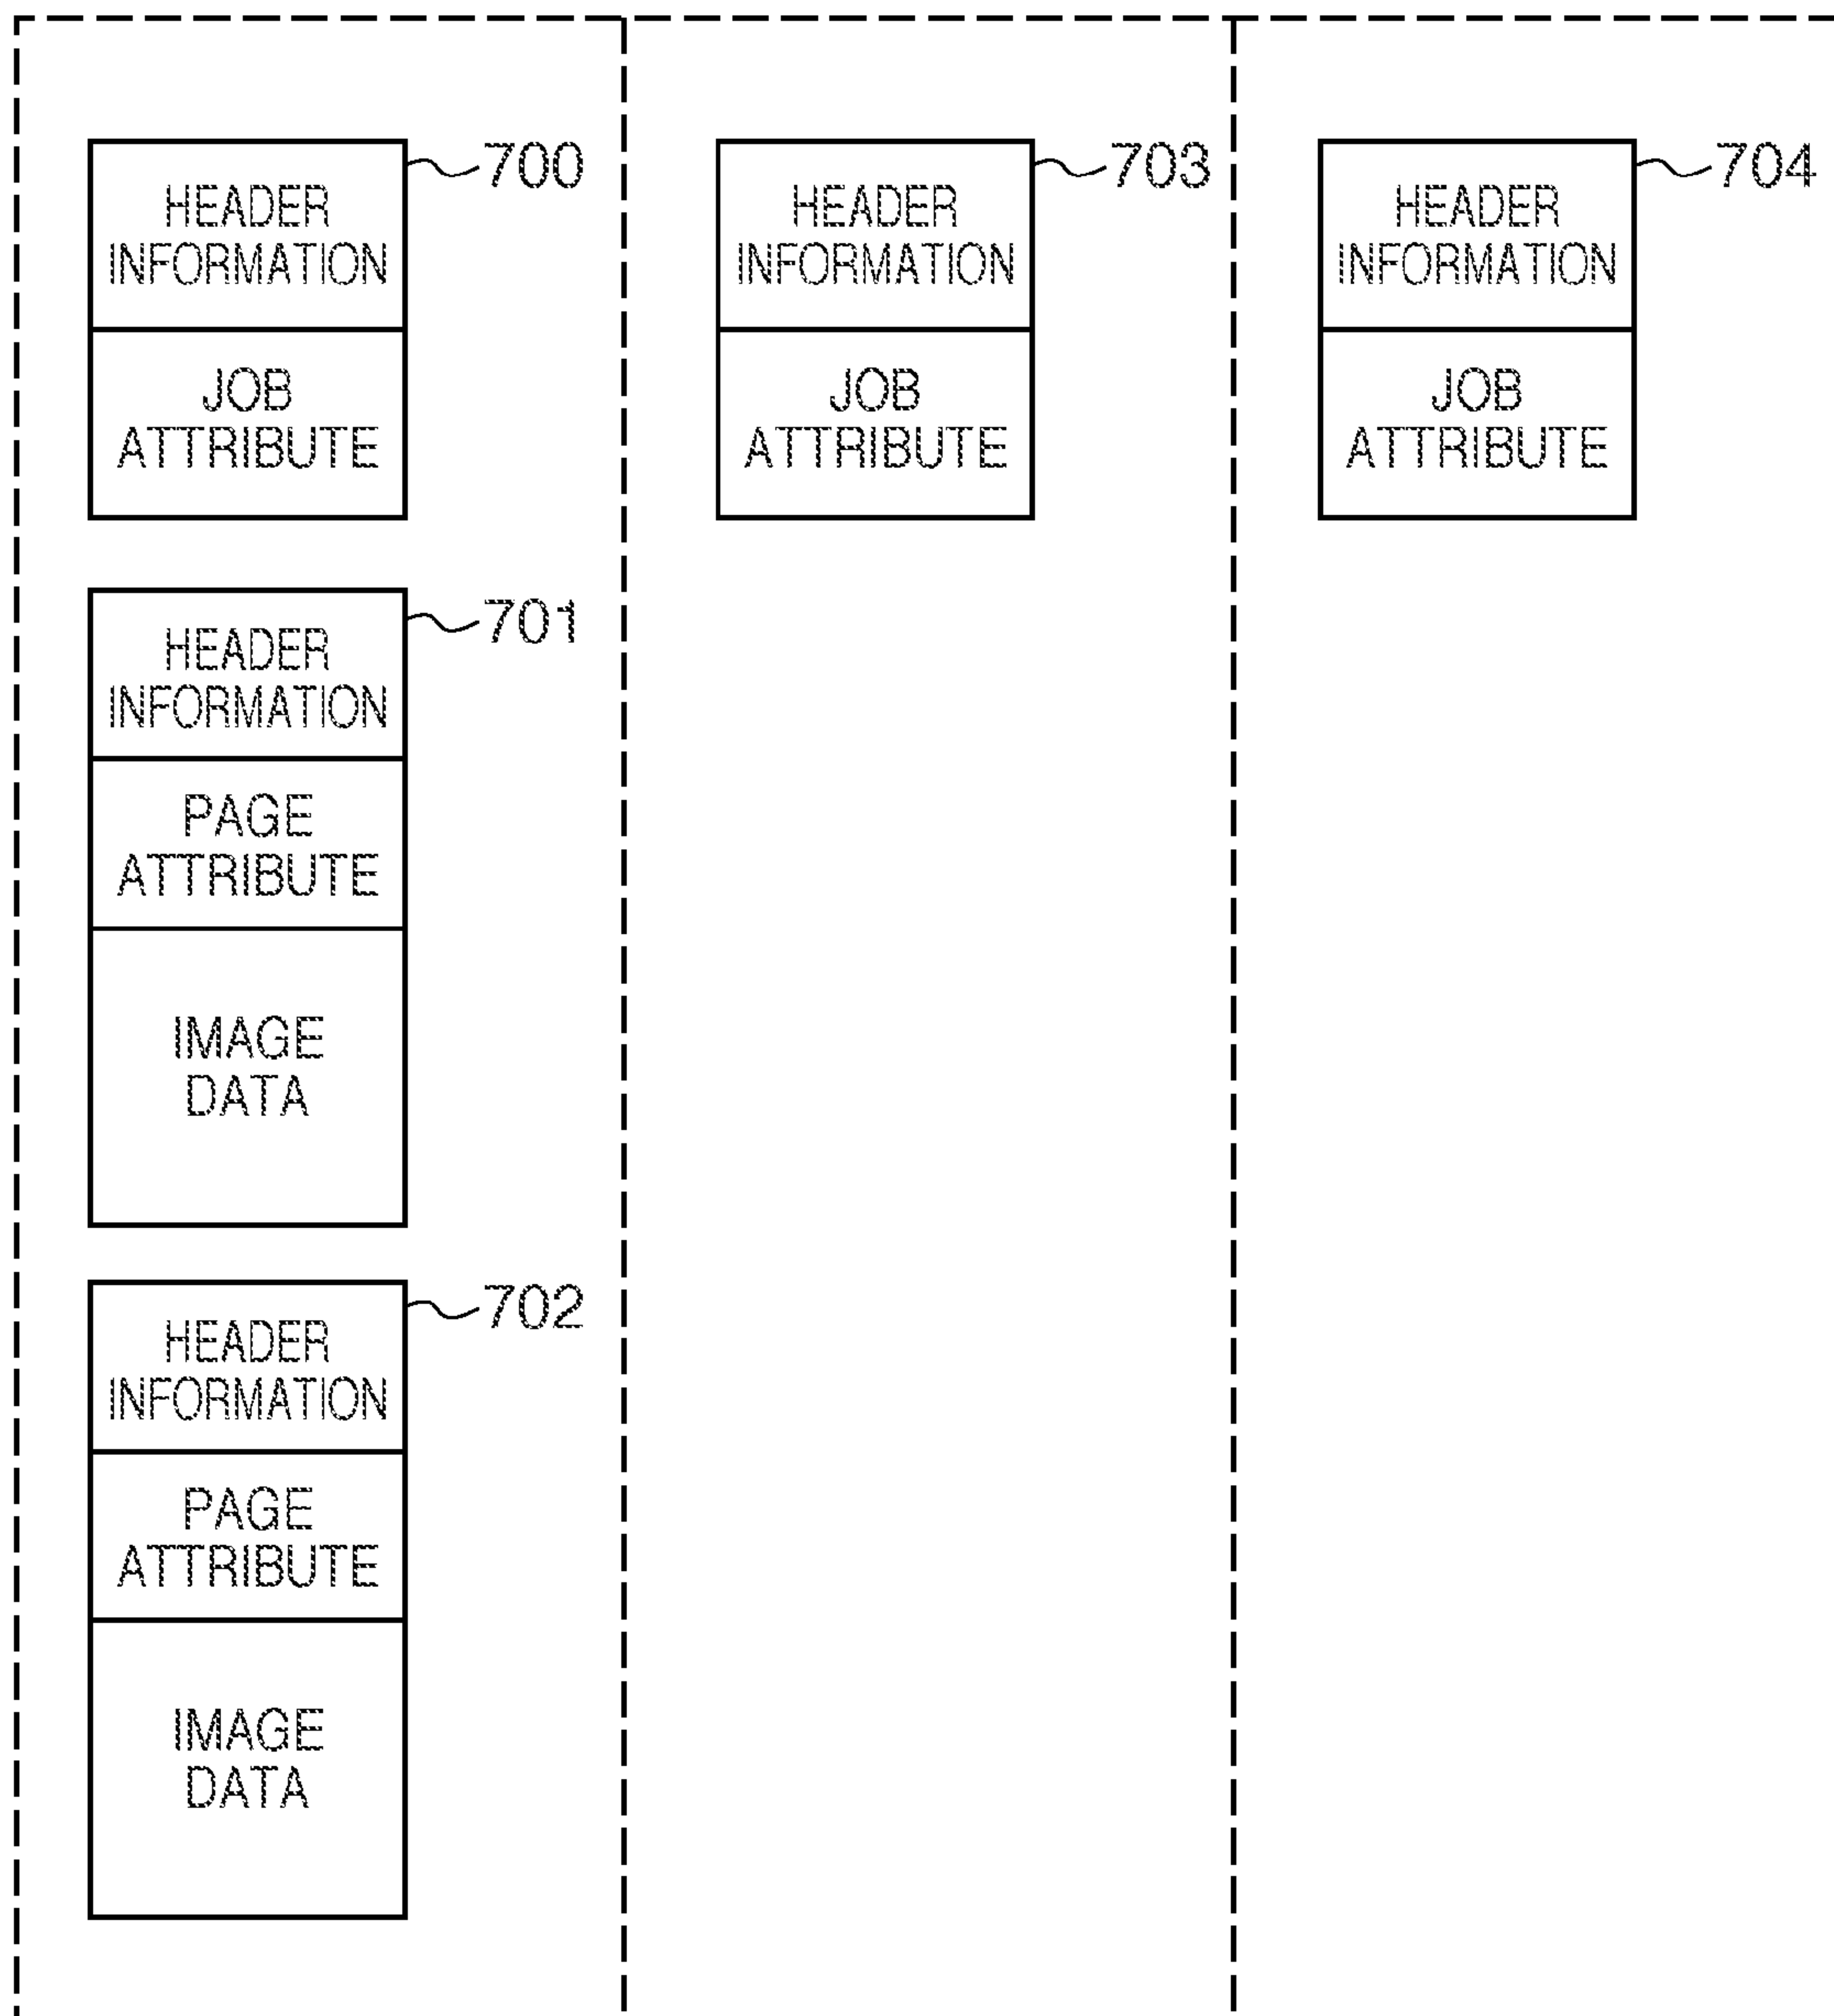 700
HEADER
INFORMATION
JOB
ATTRIBUTE
701
HEADER
INFORMATION
PAGE
ATTRIBUTE
IMAGE
DATA
702
HEADER
INFORMATION
PAGE
ATTRIBUTE
IMAGE
DATA
703
HEADER
INFORMATION
JOB
ATTRIBUTE
704
HEADER
INFORMATION
JOB
ATTRIBUTE